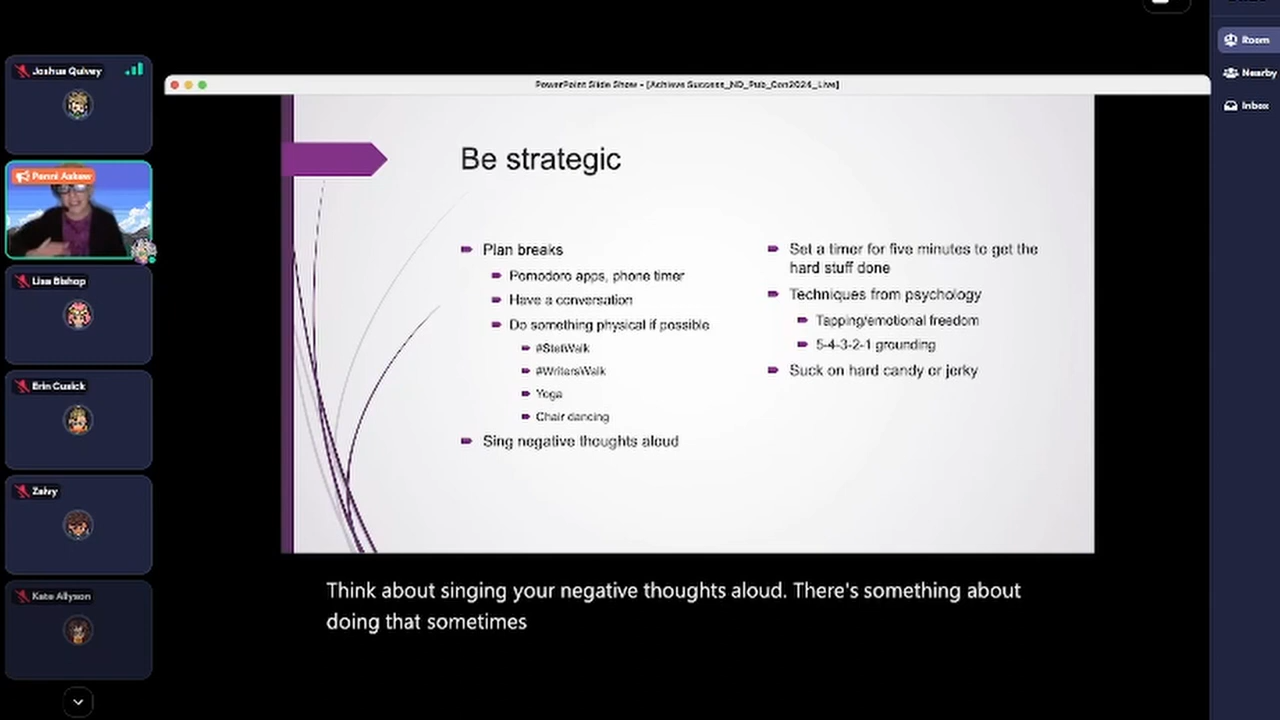 Joshua Quivey
Penni Askew
Lisa Bishop
Erin Cusick
Zelvy
Kate Allyson
PowerPoint Slide Show - [Achieve Success_ND_Pub_Con2024_Live]
Be strategic
Plan breaks
Pomodoro apps, phone timer
Have a conversation
Do something physical if possible
#StetWalk
#WritersWalk
Yoga
Chair dancing
Sing negative thoughts aloud
Set a timer for five minutes to get the
hard stuff done
Techniques from psychology
Tapping/emotional freedom
5-4-3-2-1 grounding
Suck on hard candy or jerky
Think about singing your negative thoughts aloud. There's something about
doing that sometimes
Room
Nearby
Inbox